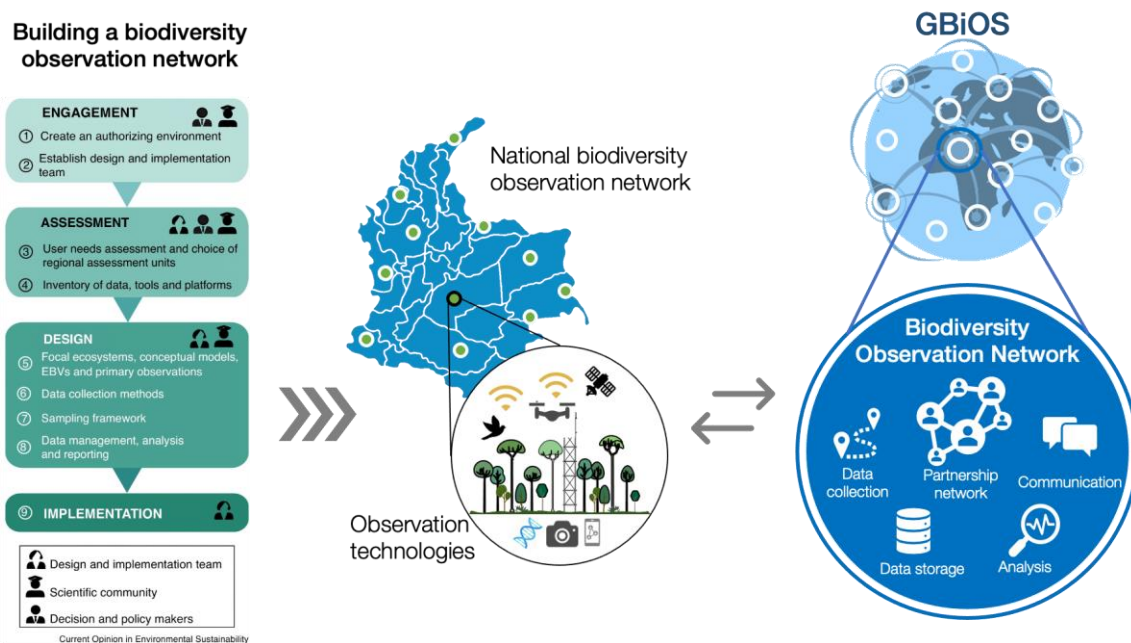 Building a biodiversity
observation network
ENGAGEMENT
① Create an authorizing environment
② Establish design and implementation
team
ASSESSMENT
③ User needs assessment and choice of
regional assessment units
④ Inventory of data, tools and platforms
DESIGN
⑤ Focal ecosystems, conceptual models,
EBVs and primary observations
⑥ Data collection methods
⑦ Sampling framework
⑧ Data management, analysis
and reporting
⑨ IMPLEMENTATION
Design and implementation team
Scientific community
Decision and policy makers
Current Opinion in Environmental Sustainability
National biodiversity
observation network
Observation
technologies
GBiOS
Biodiversity
Observation Network
Data
collection
Partnership
network
Communication
Data storage
Analysis